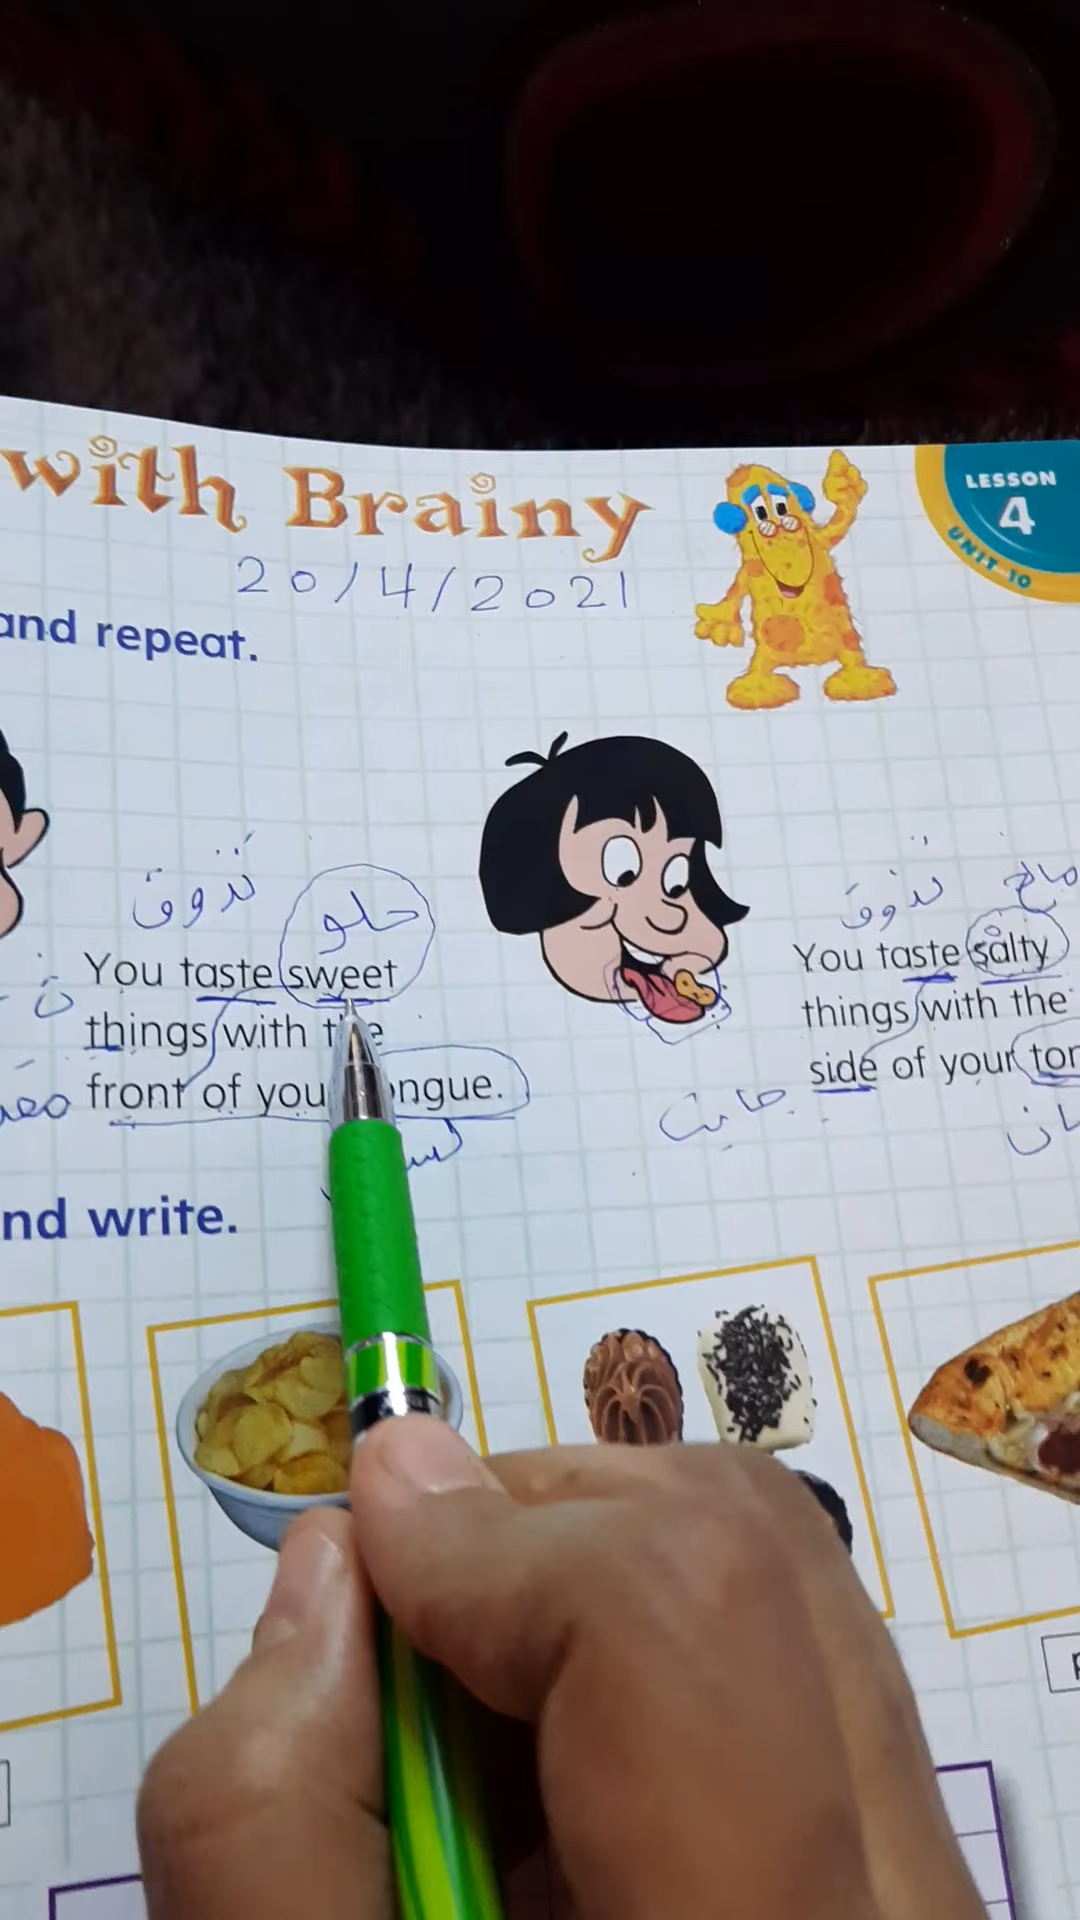 with Brainy
LESSON
4
UNIT 10
20/4/2021
and repeat.
تذوق
حلو
You taste sweet
things with the
front of your tongue.
تذوق
مالح
You taste salty
things with the
side of your ton
جانب
nd write.